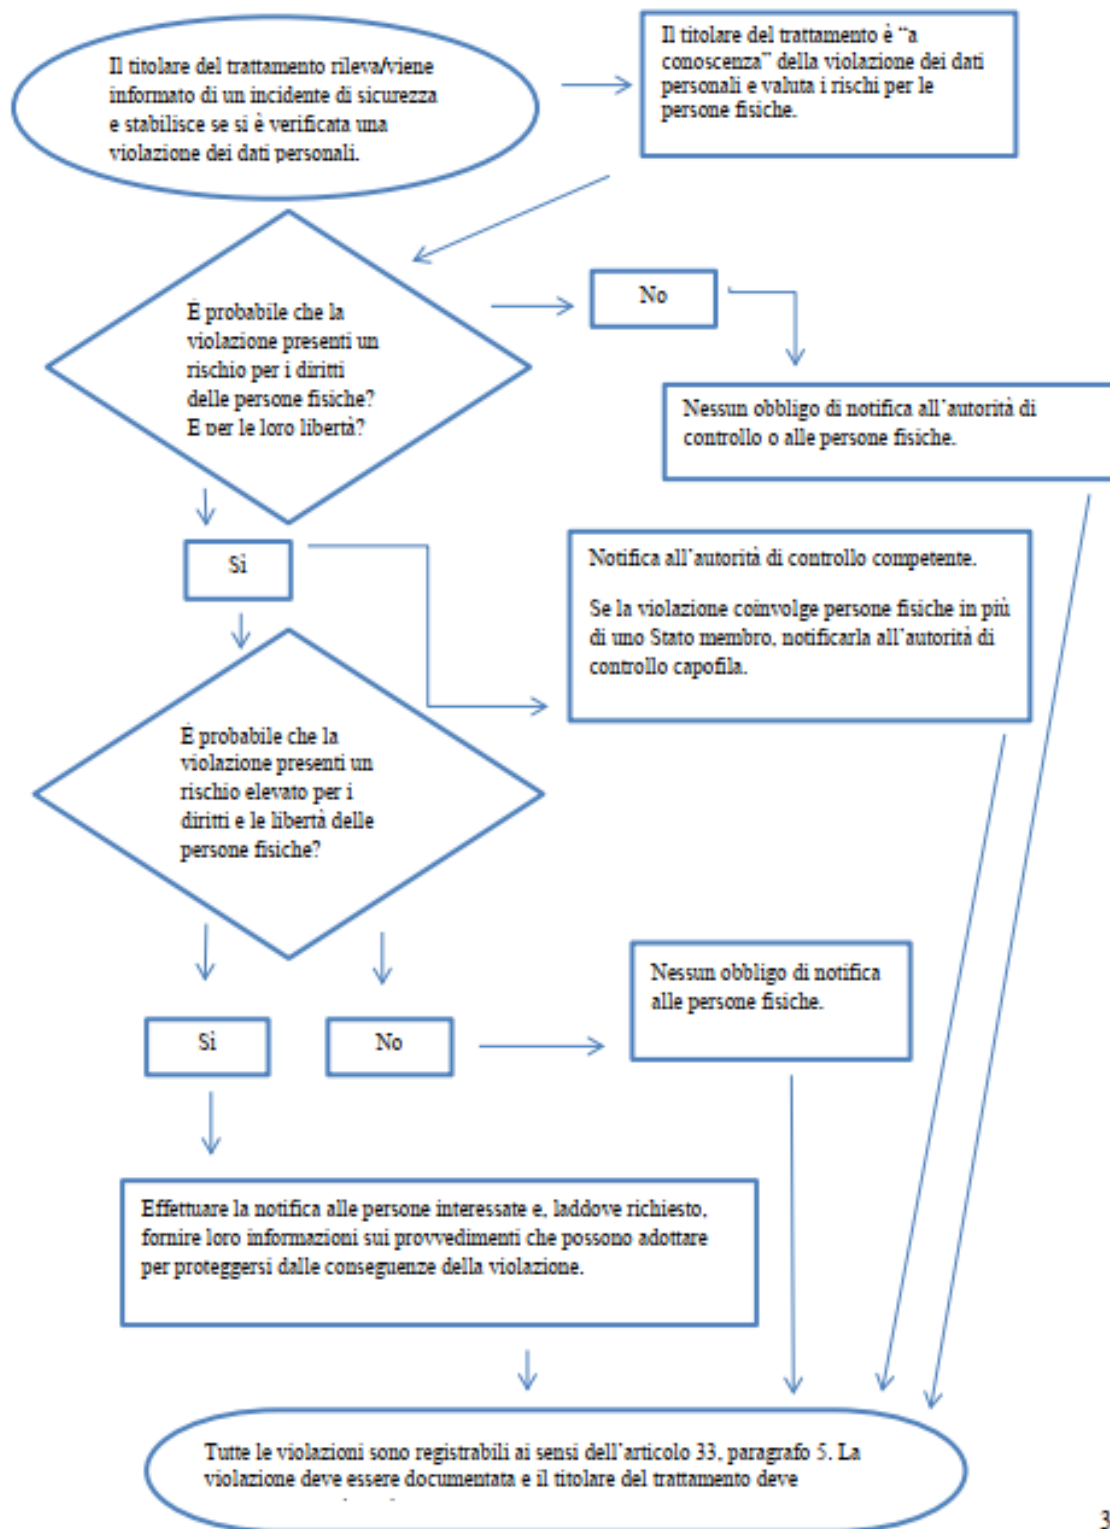 Il titolare del trattamento rileva/viene
informato di un incidente di sicurezza
e stabilisce se si è verificata una
violazione dei dati personali.
Il titolare del trattamento è “a
conoscenza” della violazione dei dati
personali e valuta i rischi per le
persone fisiche.
È probabile che la
violazione presenti un
rischio per i diritti
delle persone fisiche?
E per le loro libertà?
No
Nessun obbligo di notifica all’autorità di
controllo o alle persone fisiche.
Sì
Notifica all’autorità di controllo competente.
Se la violazione coinvolge persone fisiche in più
di uno Stato membro, notificarla all’autorità di
controllo capofila.
È probabile che la
violazione presenti un
rischio elevato per i
diritti e le libertà delle
persone fisiche?
Sì
No
Nessun obbligo di notifica
alle persone fisiche.
Effettuare la notifica alle persone interessate e, laddove richiesto,
fornire loro informazioni sui provvedimenti che possono adottare
per proteggersi dalle conseguenze della violazione.
Tutte le violazioni sono registrabili ai sensi dell’articolo 33, paragrafo 5. La
violazione deve essere documentata e il titolare del trattamento deve
3